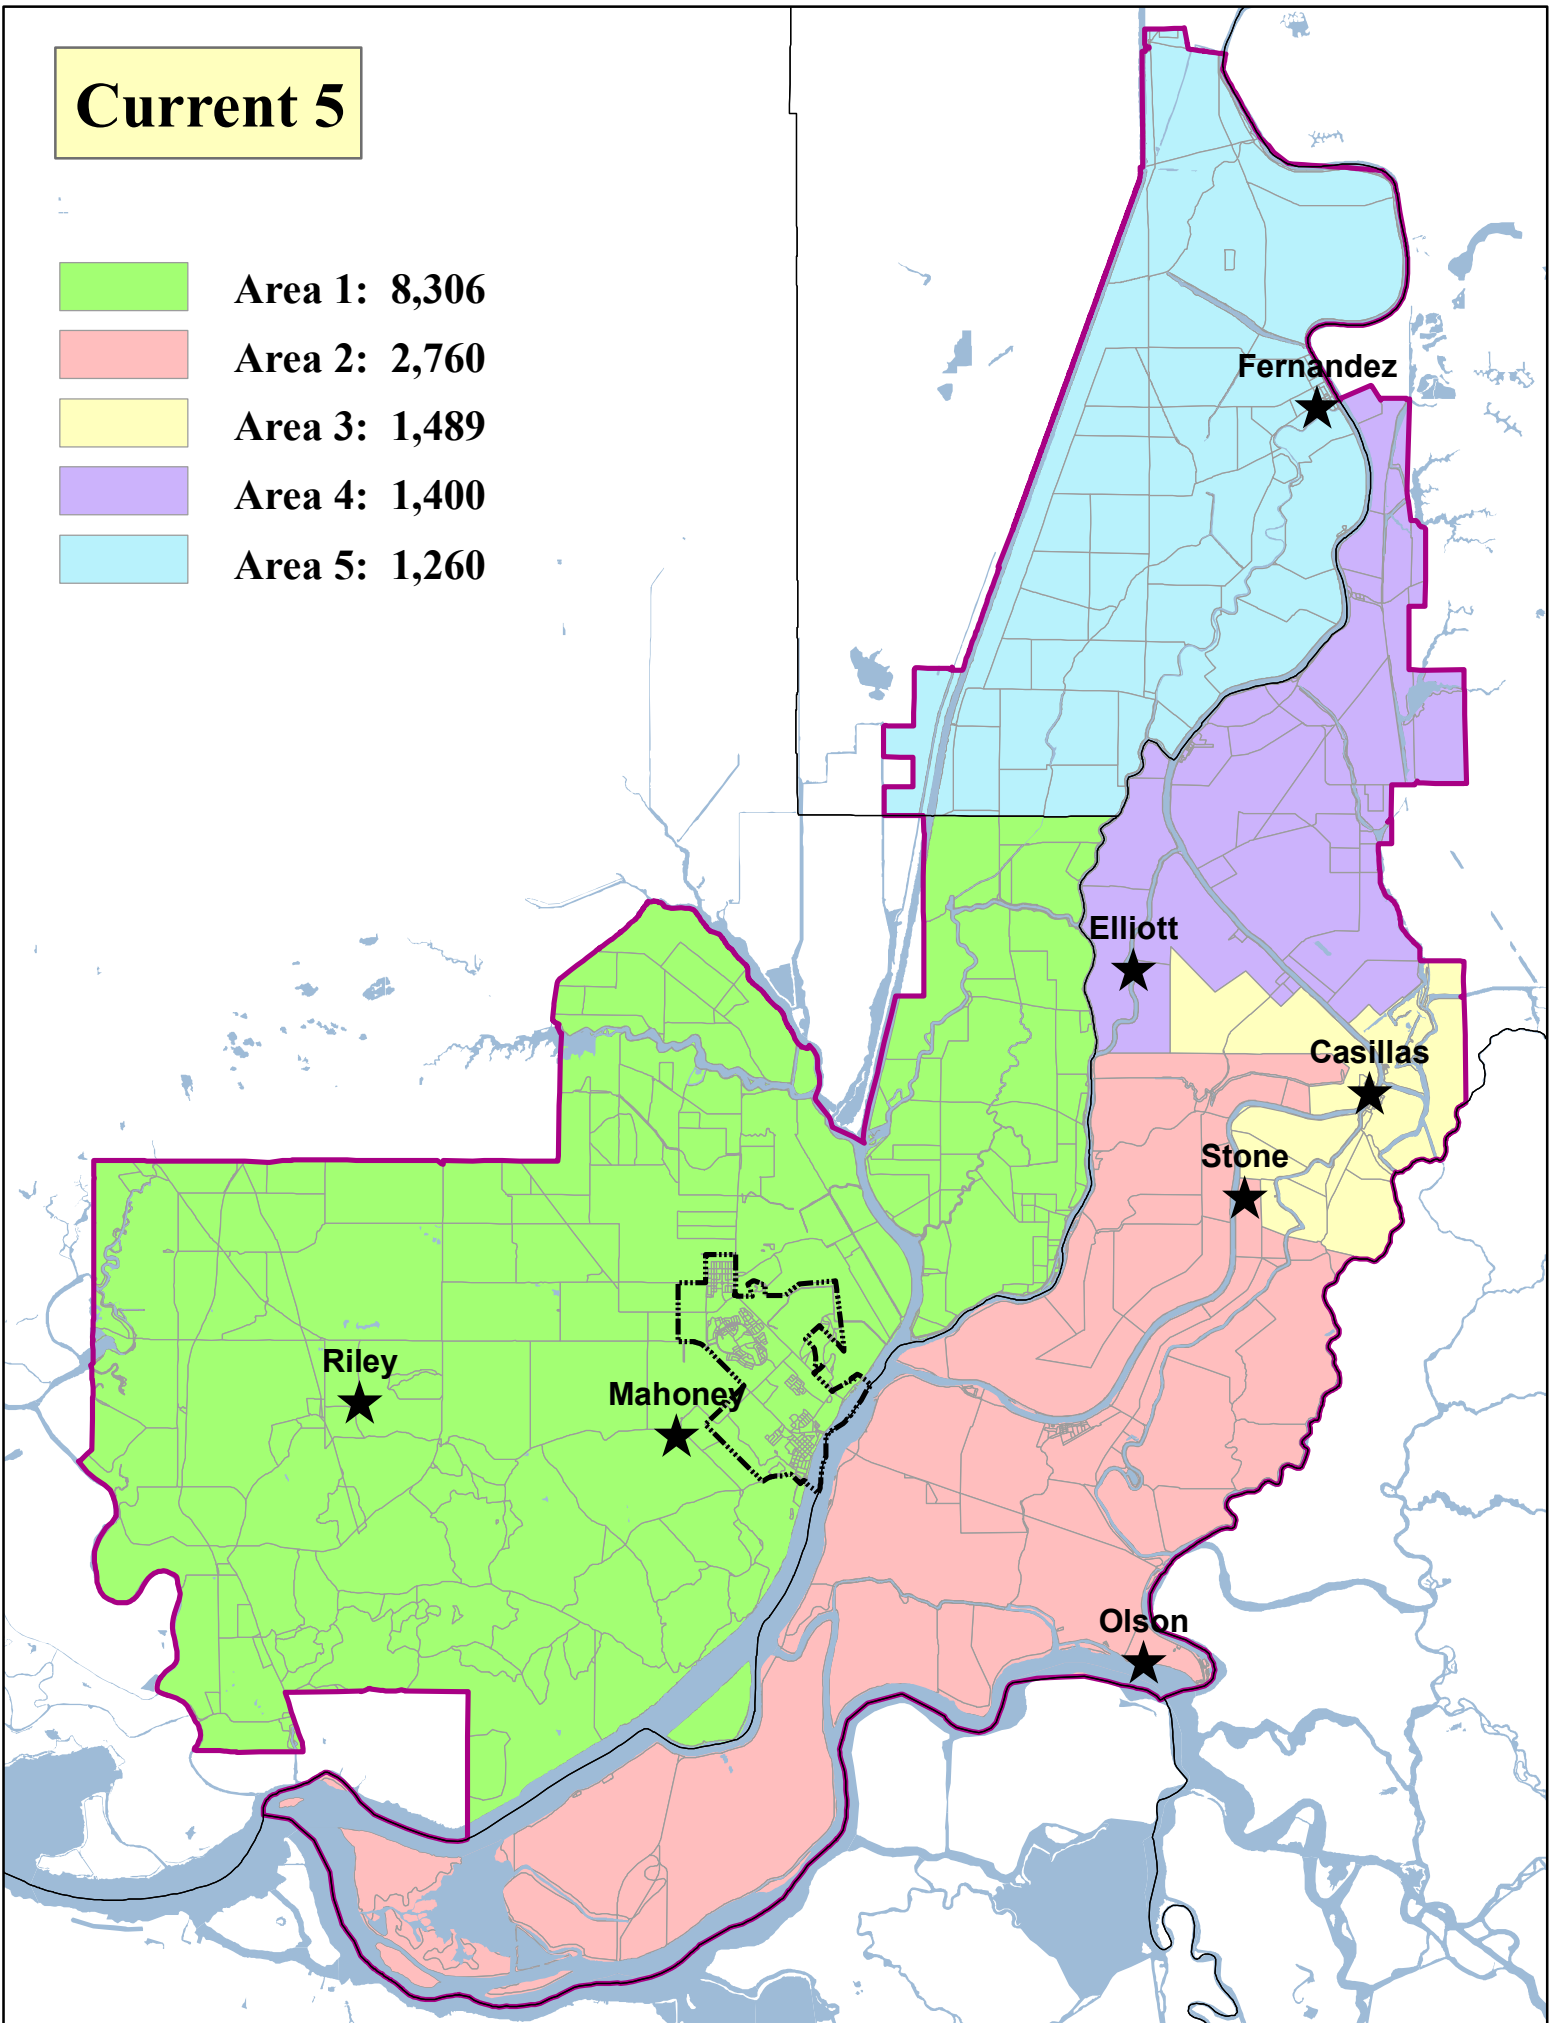 Current 5
Area 1: 8,306
Area 2: 2,760
Area 3: 1,489
Area 4: 1,400
Area 5: 1,260
Fernandez
Elliott
Casillas
Stone
Riley
Mahoney
Olson